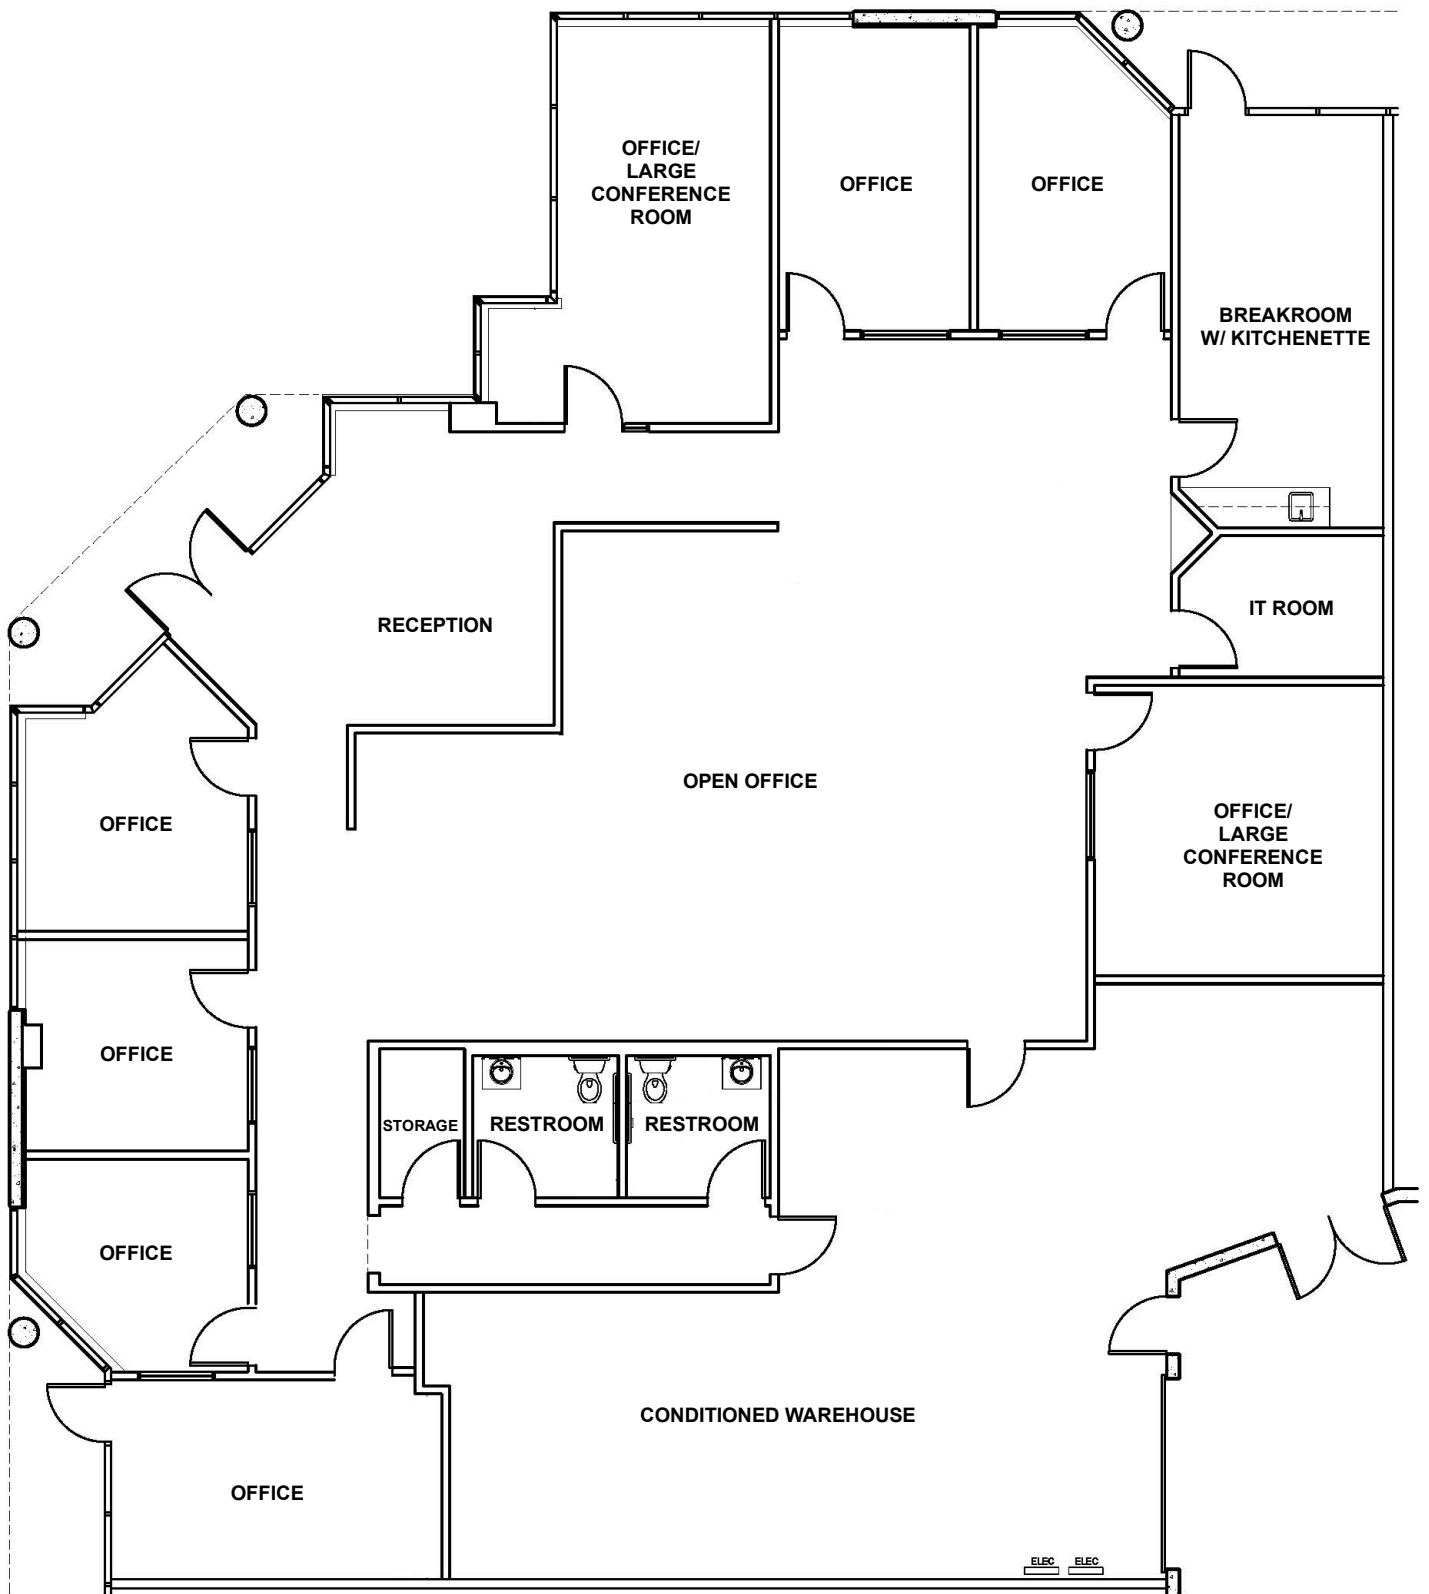 OFFICE/
LARGE
CONFERENCE
ROOM
OFFICE
OFFICE
BREAKROOM
W/ KITCHENETTE
RECEPTION
IT ROOM
OPEN OFFICE
OFFICE
OFFICE/
LARGE
CONFERENCE
ROOM
OFFICE
STORAGE
RESTROOM
RESTROOM
OFFICE
CONDITIONED WAREHOUSE
OFFICE
ELEC
ELEC